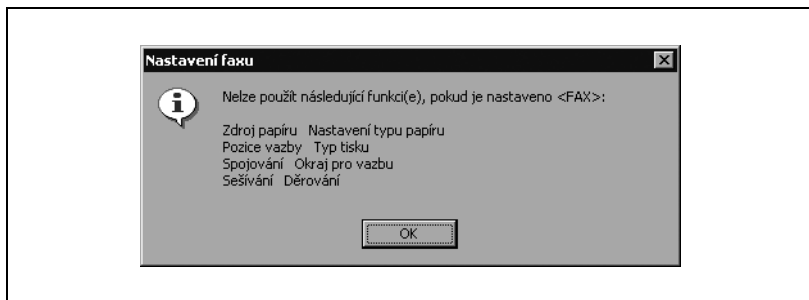 Nastavení faxu
Nelze použít následující funkci(e), pokud je nastaveno <FAX>:
Zdroj papíru Nastavení typu papíru
Pozice vazby Typ tisku
Spojování Okraj pro vazbu
Sešívání Děrování
OK